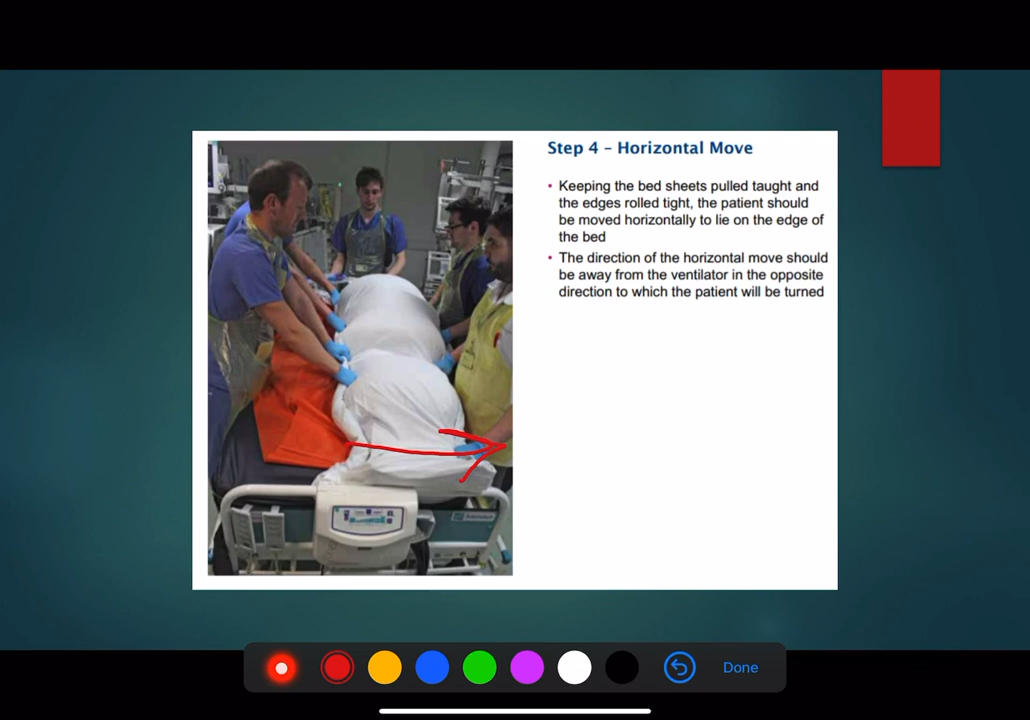 Step 4 – Horizontal Move
• Keeping the bed sheets pulled taught and
the edges rolled tight, the patient should
be moved horizontally to lie on the edge of
the bed
• The direction of the horizontal move should
be away from the ventilator in the opposite
direction to which the patient will be turned
Done